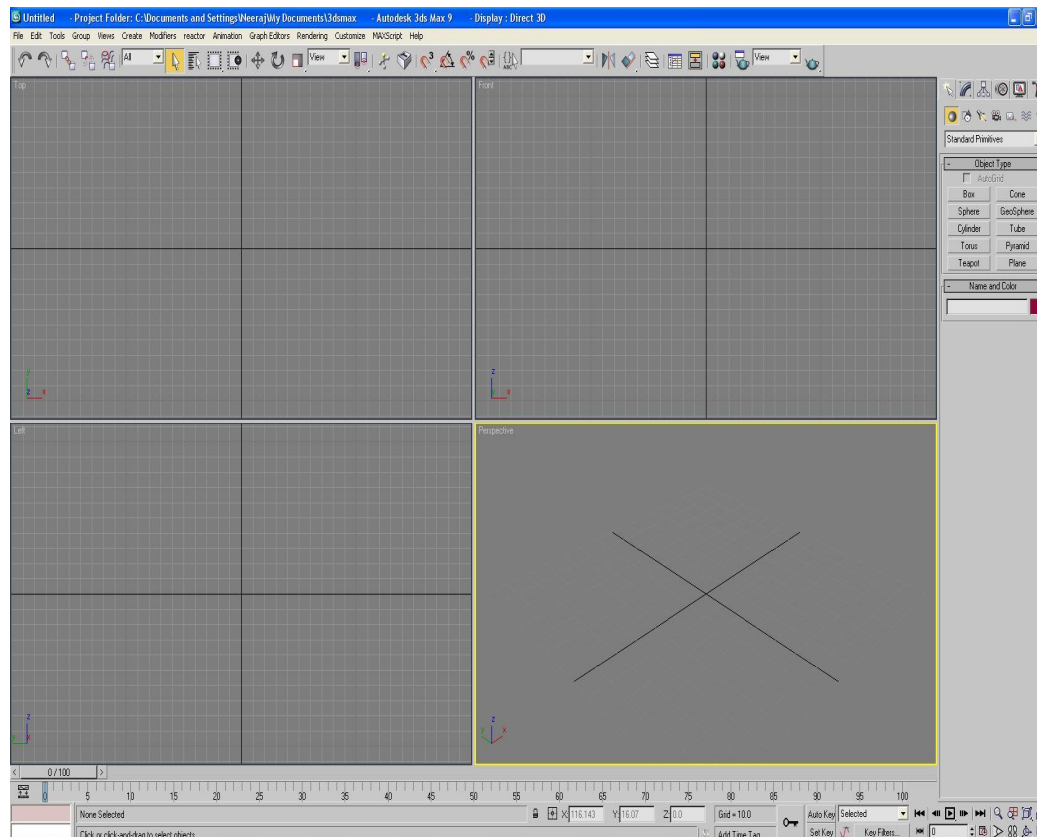 Untitled - Project Folder: C:\Documents and Settings\Neeraj\My Documents\3dsmax - Autodesk 3ds Max 9 - Display : Direct 3D
File Edit Tools Group Views Create Modifiers reactor Animation Graph Editors Rendering Customize MAXScript Help
All View View
Top Front
Standard Primitives
- Object Type
AutoGrid
Box Cone
Sphere GeoSphere
Cylinder Tube
Torus Pyramid
Teapot Plane
- Name and Color
y z
z x x
Left Perspective
z z
y x y x
< 0 / 100 >
0 5 10 15 20 25 30 35 40 45 50 55 60 65 70 75 80 85 90 95 100
None Selected X: 116.143 Y: 16.07 Z: 0.0 Grid = 10.0 Auto Key Selected
Click or click-and-drag to select objects Add Time Tag Set Key Key Filters... 0